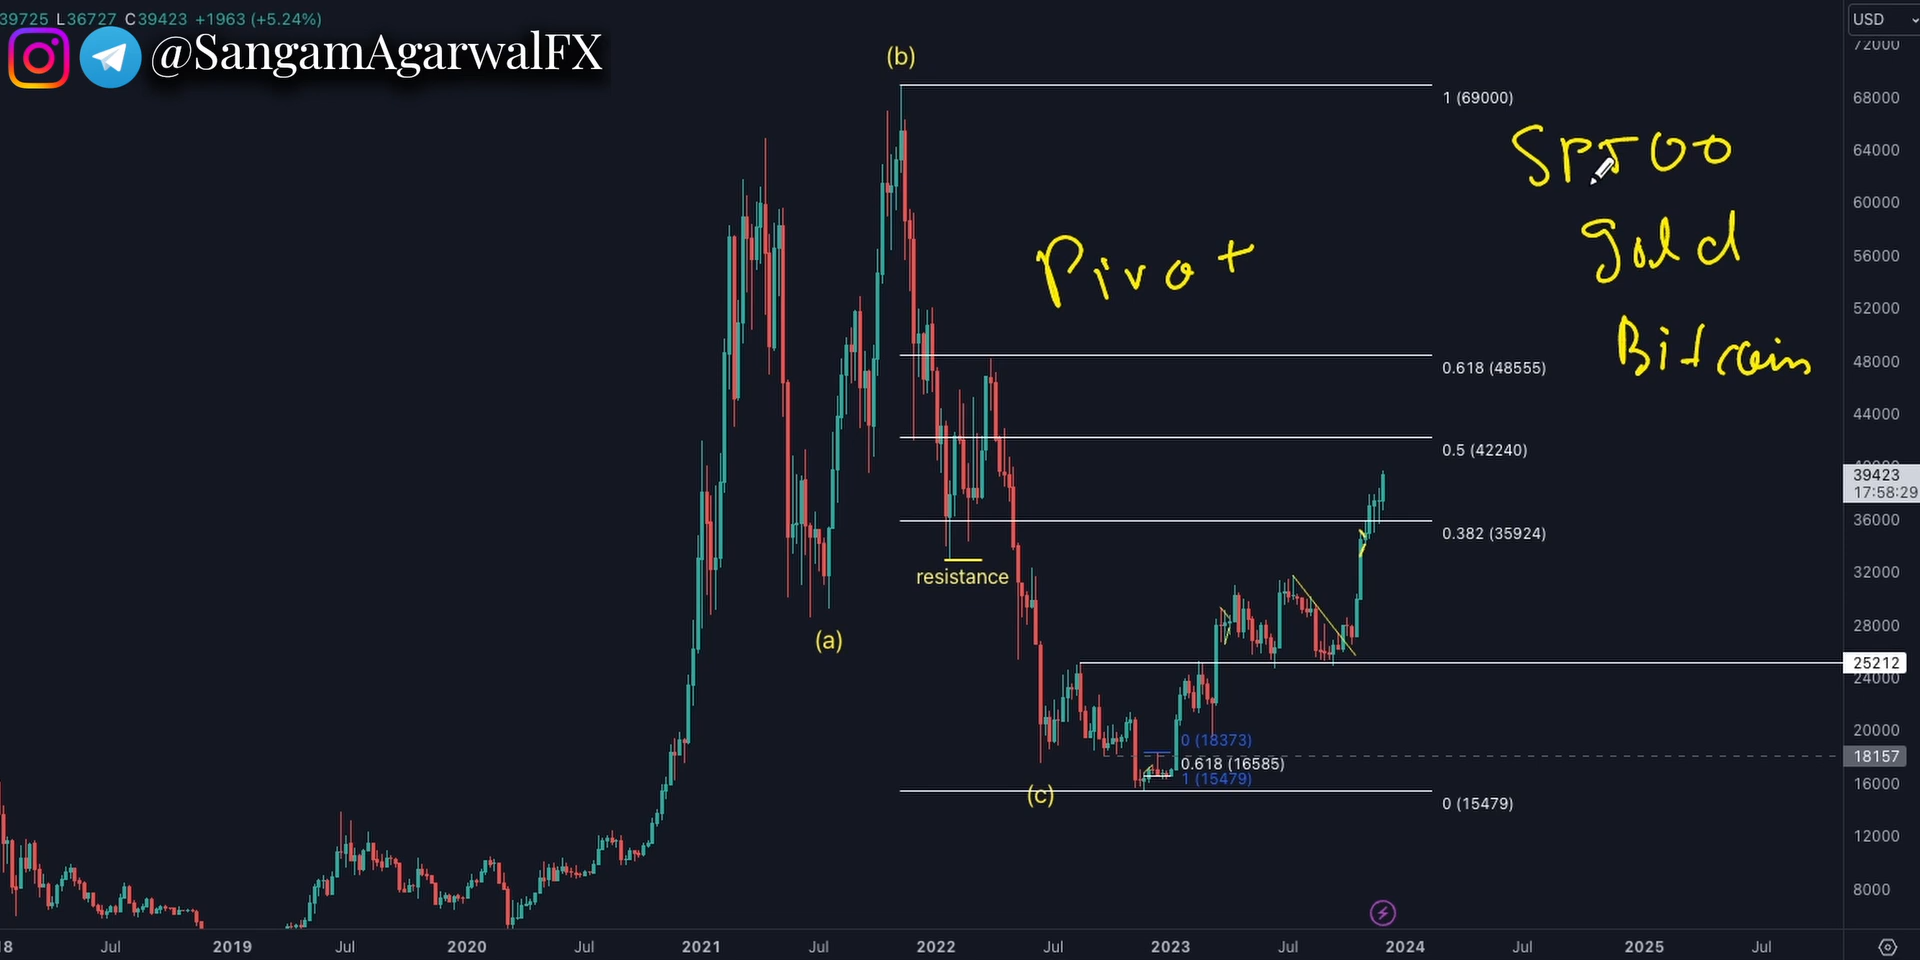 39725 L36727 C39423 +1963 (+5.24%)
@SangamAgarwalFX
USD
(b)
72000
1 (69000)
68000
SP500
64000
60000
Pivot
gold
56000
52000
Bitcoin
0.618 (48555)
48000
44000
0.5 (42240)
39423
17:58:29
36000
0.382 (35924)
resistance
32000
28000
(a)
25212
24000
20000
0 (18373)
0.618 (16585)
18157
1 (15479)
16000
(c)
0 (15479)
12000
8000
8 Jul 2019 Jul 2020 Jul 2021 Jul 2022 Jul 2023 Jul 2024 Jul 2025 Jul